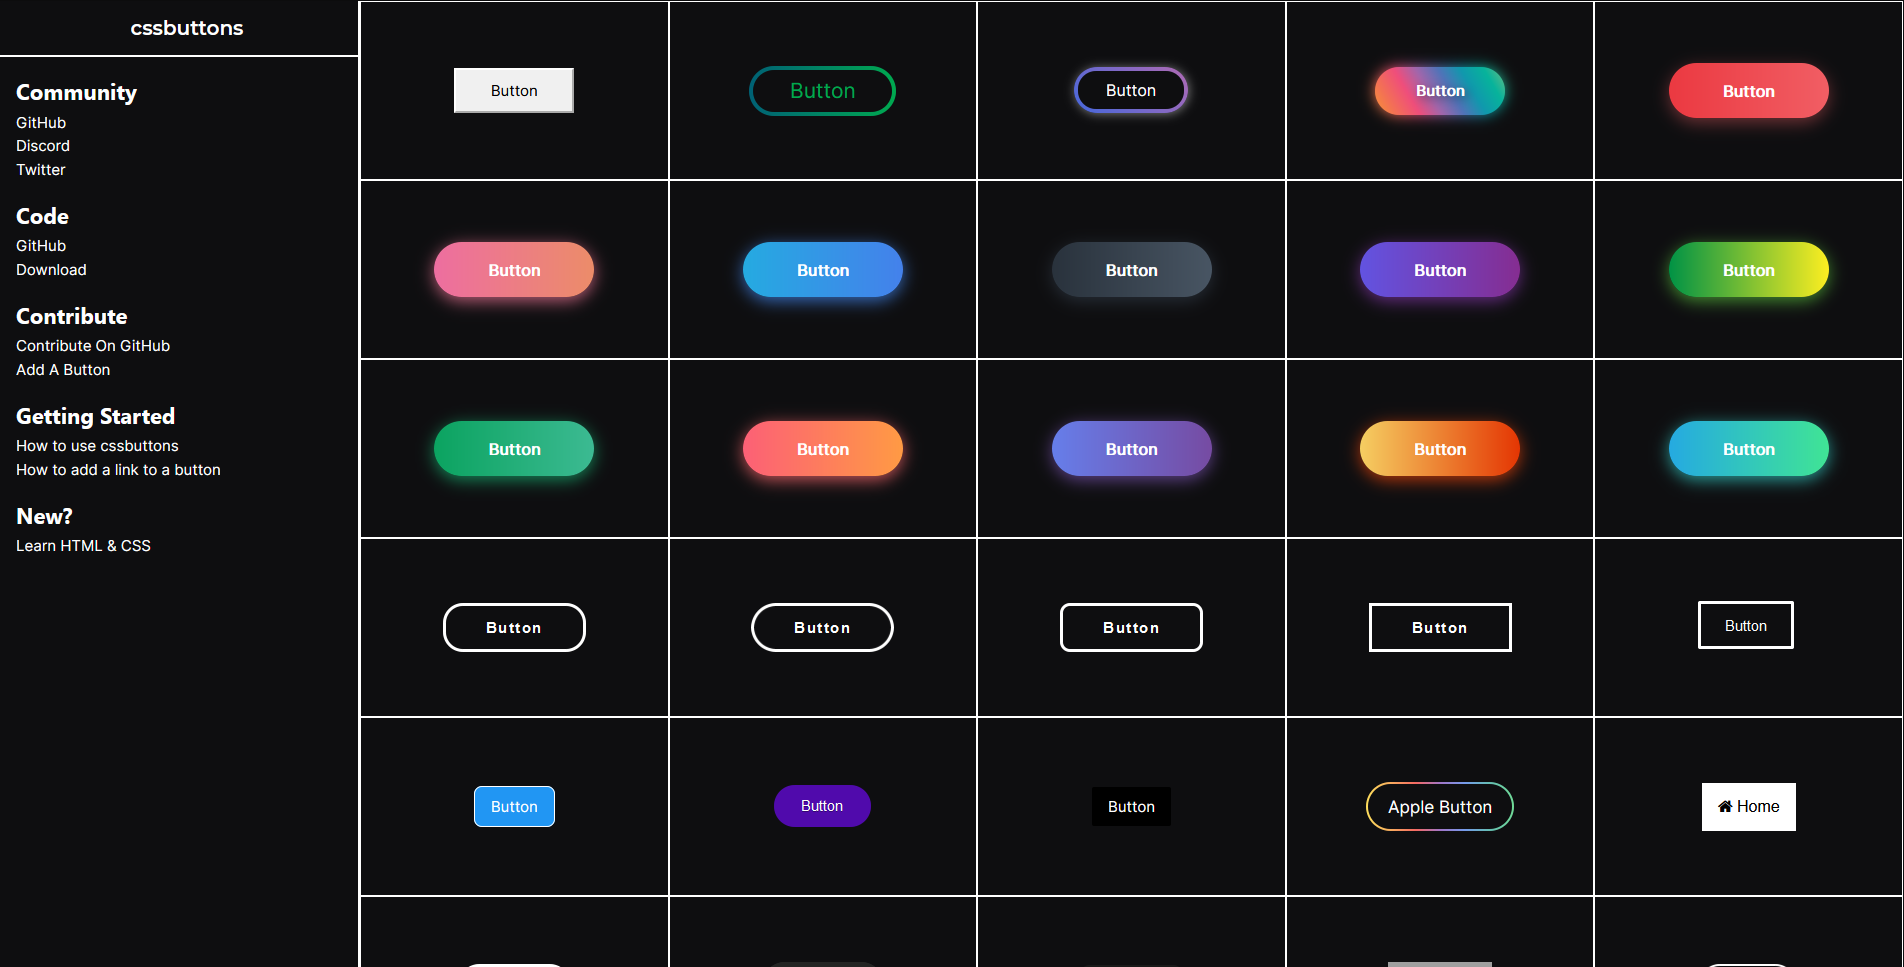 cssbuttons
Community
GitHub
Discord
Twitter
Code
GitHub
Download
Contribute
Contribute On GitHub
Add A Button
Getting Started
How to use cssbuttons
How to add a link to a button
New?
Learn HTML & CSS
Button Button Button Button Button
Button Button Button Button Button
Button Button Button Button Button
Button Button Button Button Button
Button Button Button Apple Button Home